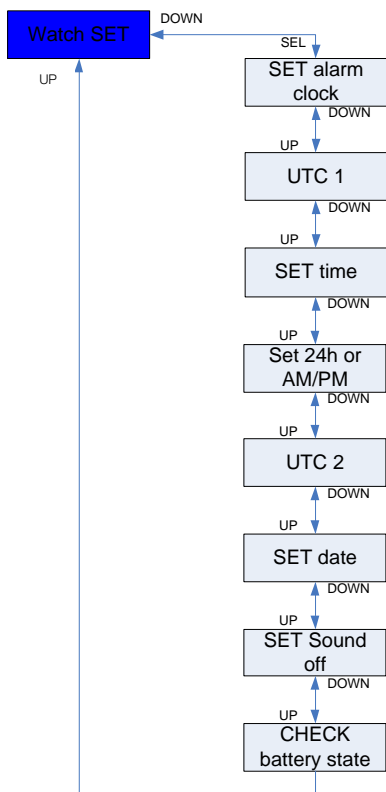 DOWN
Watch SET
SEL
UP
SET alarm
clock
DOWN
UP
UTC 1
DOWN
UP
SET time
DOWN
UP
Set 24h or
AM/PM
DOWN
UP
UTC 2
DOWN
UP
SET date
DOWN
UP
SET Sound
off
DOWN
UP
CHECK
battery state